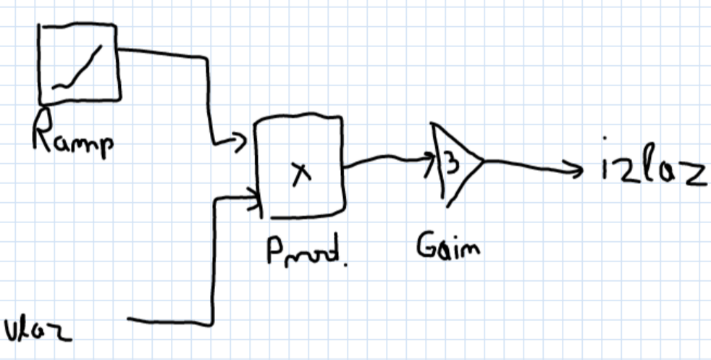 Ramp
x
3
izlaz
Prod.
Gain
ulaz